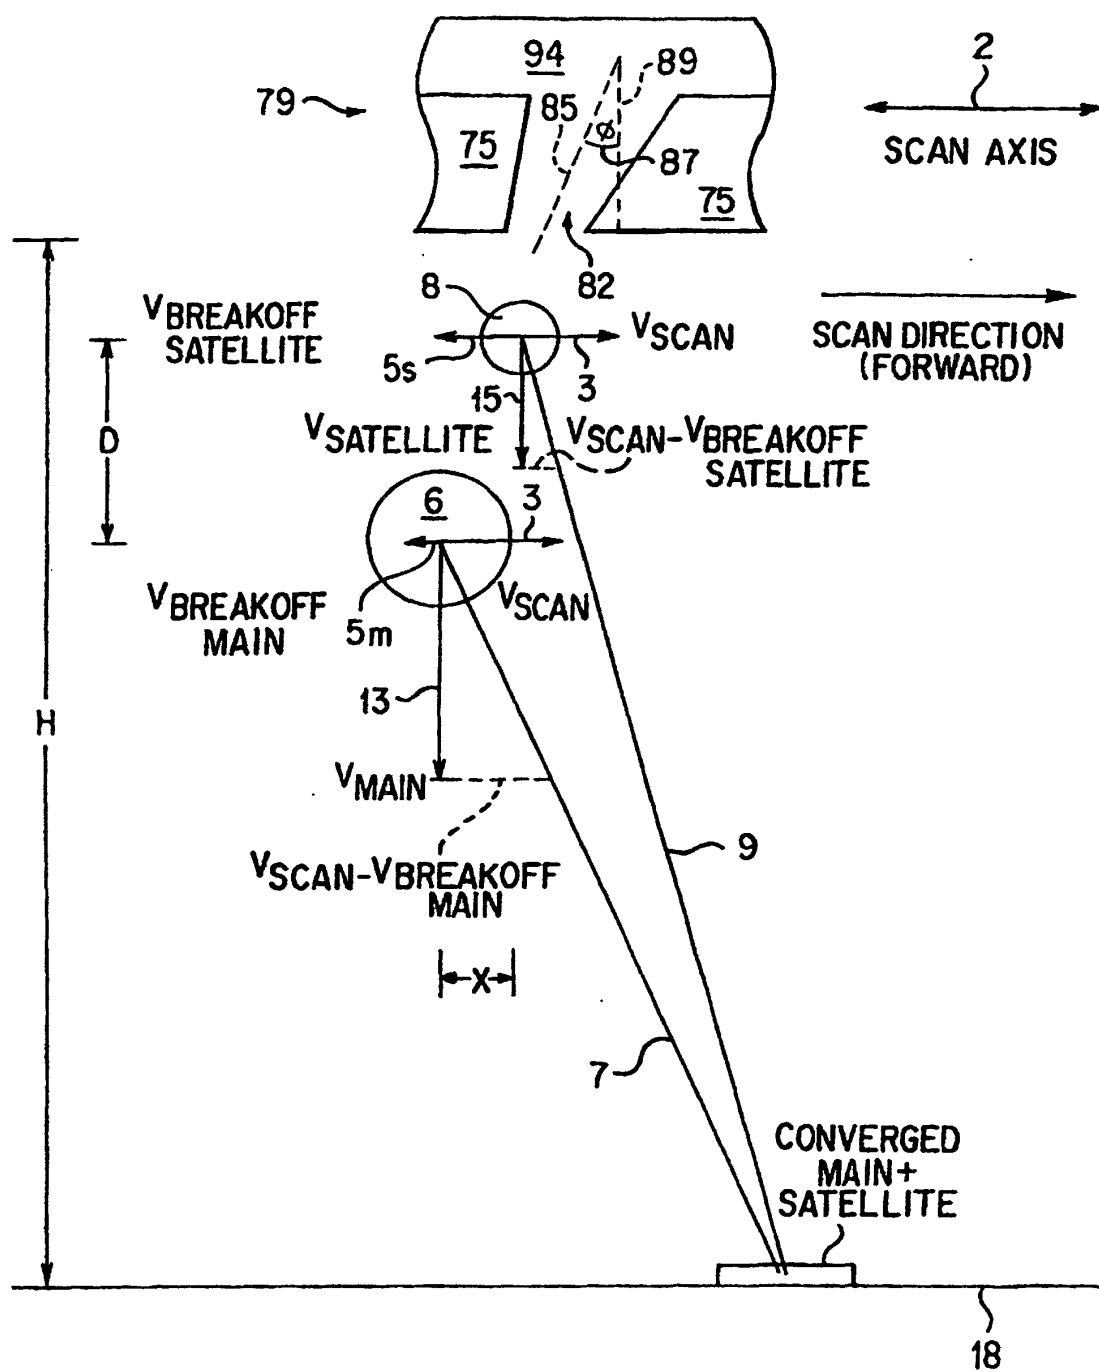 94
89
2
79
85
ϕ
75
87
75
SCAN AXIS
82
8
VBREAKOFF
SATELLITE
VSCAN
SCAN DIRECTION
(FORWARD)
5s
3
15
D
VSATELLITE
VSCAN-VBREAKOFF
SATELLITE
6
3
VBREAKOFF
MAIN
VSCAN
5m
13
H
VMAIN
9
VSCAN-VBREAKOFF
MAIN
X
7
CONVERGED
MAIN+
SATELLITE
18